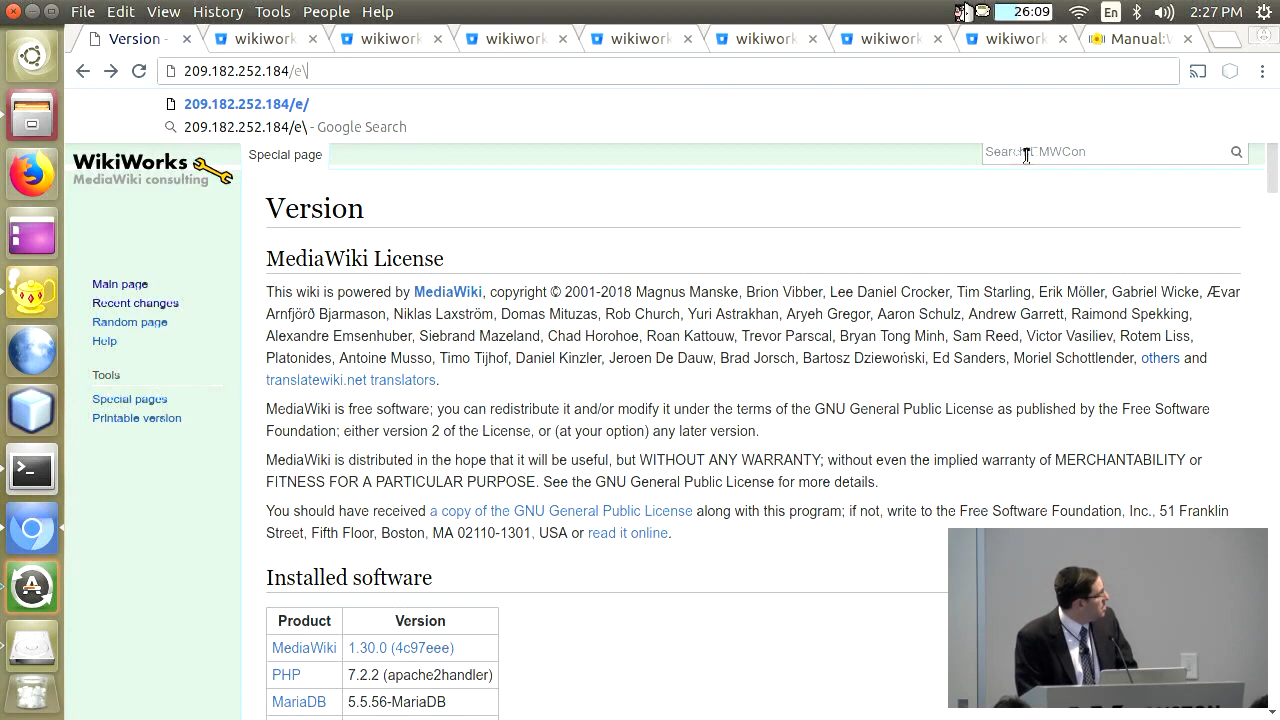 File Edit View History Tools People Help
26:09 En 2:27 PM
Version - wikiwork wikiwork wikiwork wikiwork wikiwork wikiwork wikiwork Manual:
209.182.252.184/e\
209.182.252.184/e/
209.182.252.184/e\ - Google Search
WikiWorks
MediaWiki consulting
Special page
Search EMWCon
Main page
Recent changes
Random page
Help
Tools
Special pages
Printable version
Version
MediaWiki License
This wiki is powered by MediaWiki, copyright © 2001-2018 Magnus Manske, Brion Vibber, Lee Daniel Crocker, Tim Starling, Erik Möller, Gabriel Wicke, Ævar
Arnfjörð Bjarmason, Niklas Laxström, Domas Mituzas, Rob Church, Yuri Astrakhan, Aryeh Gregor, Aaron Schulz, Andrew Garrett, Raimond Spekking,
Alexandre Emsenhuber, Siebrand Mazeland, Chad Horohoe, Roan Kattouw, Trevor Parscal, Bryan Tong Minh, Sam Reed, Victor Vasiliev, Rotem Liss,
Platonides, Antoine Musso, Timo Tijhof, Daniel Kinzler, Jeroen De Dauw, Brad Jorsch, Bartosz Dziewoński, Ed Sanders, Moriel Schottlender, others and
translatewiki.net translators.
MediaWiki is free software; you can redistribute it and/or modify it under the terms of the GNU General Public License as published by the Free Software
Foundation; either version 2 of the License, or (at your option) any later version.
MediaWiki is distributed in the hope that it will be useful, but WITHOUT ANY WARRANTY; without even the implied warranty of MERCHANTABILITY or
FITNESS FOR A PARTICULAR PURPOSE. See the GNU General Public License for more details.
You should have received a copy of the GNU General Public License along with this program; if not, write to the Free Software Foundation, Inc., 51 Franklin
Street, Fifth Floor, Boston, MA 02110-1301, USA or read it online.
Installed software
Product Version
MediaWiki 1.30.0 (4c97eee)
PHP 7.2.2 (apache2handler)
MariaDB 5.5.56-MariaDB